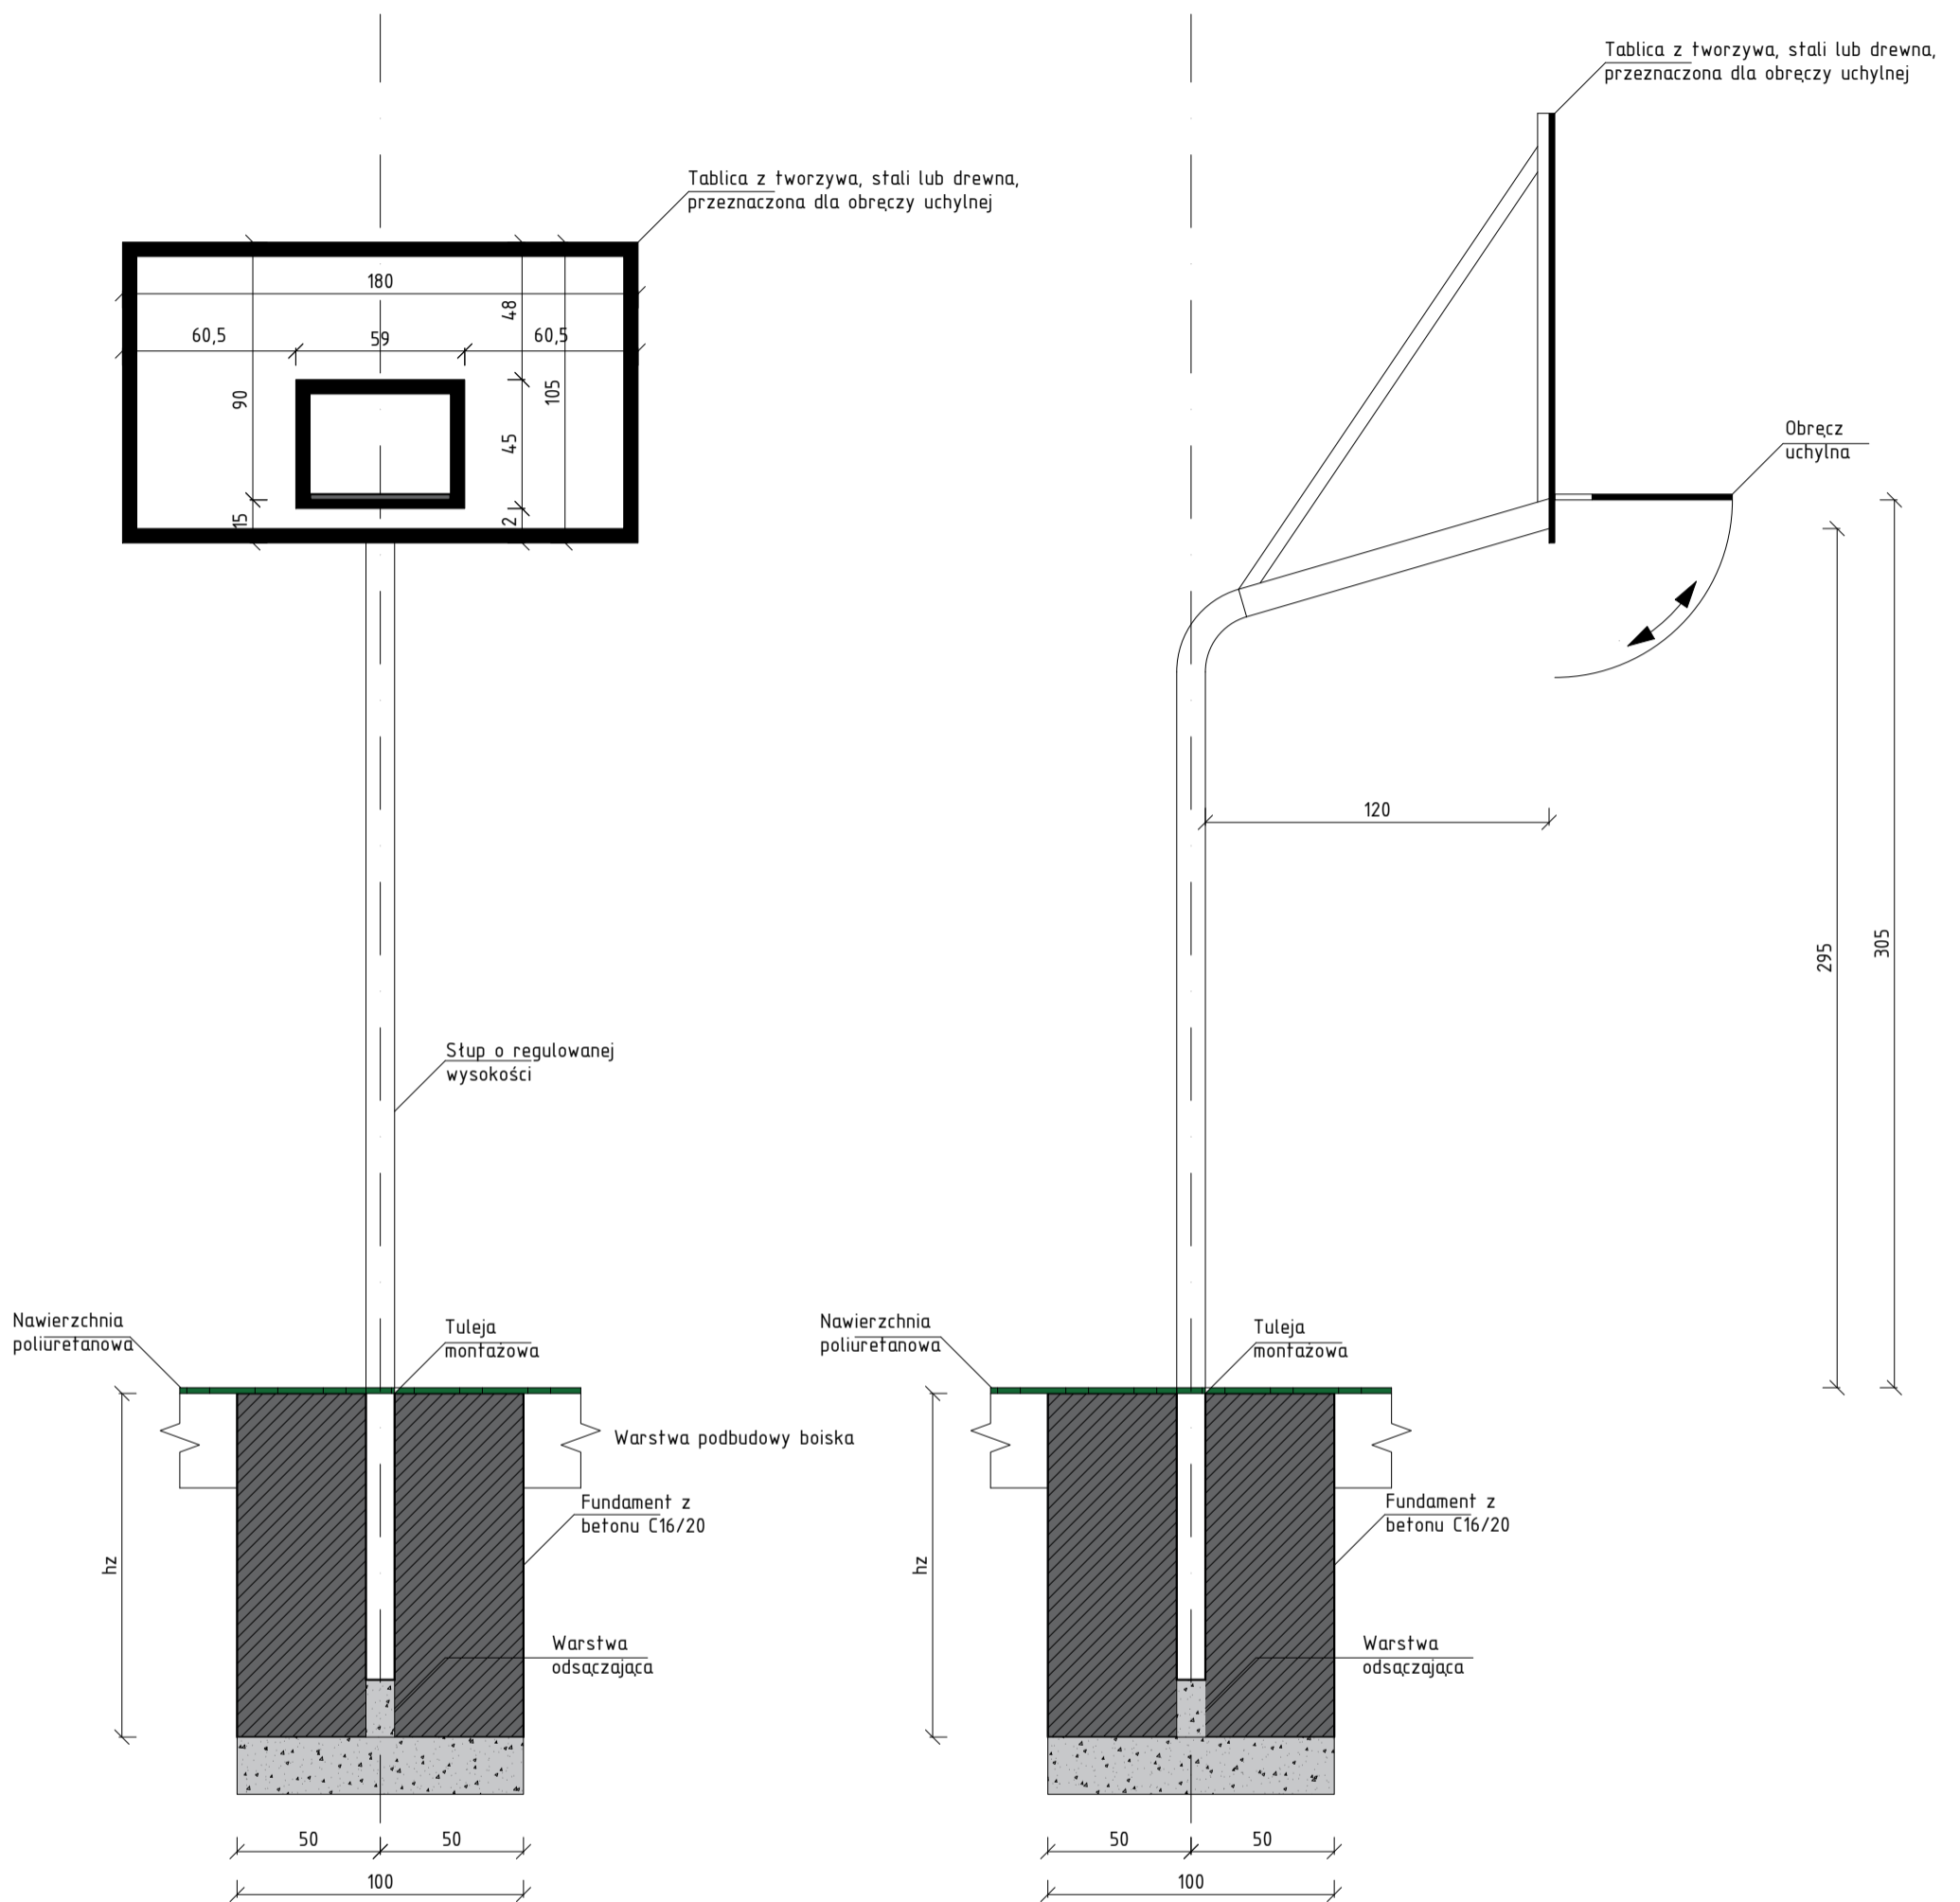 Tablica z tworzywa, stali lub drewna,
przeznaczona dla obręczy uchylnej
Tablica z tworzywa, stali lub drewna,
przeznaczona dla obręczy uchylnej
180
48
60,5
59
60,5
90
105
45
15
2
Obręcz
uchylna
120
295
305
Słup o regulowanej
wysokości
Nawierzchnia
poliuretanowa
Tuleja
montażowa
Nawierzchnia
poliuretanowa
Tuleja
montażowa
Warstwa podbudowy boiska
Fundament z
betonu C16/20
Fundament z
betonu C16/20
hz
hz
Warstwa
odsączająca
Warstwa
odsączająca
50
50
100
50
50
100